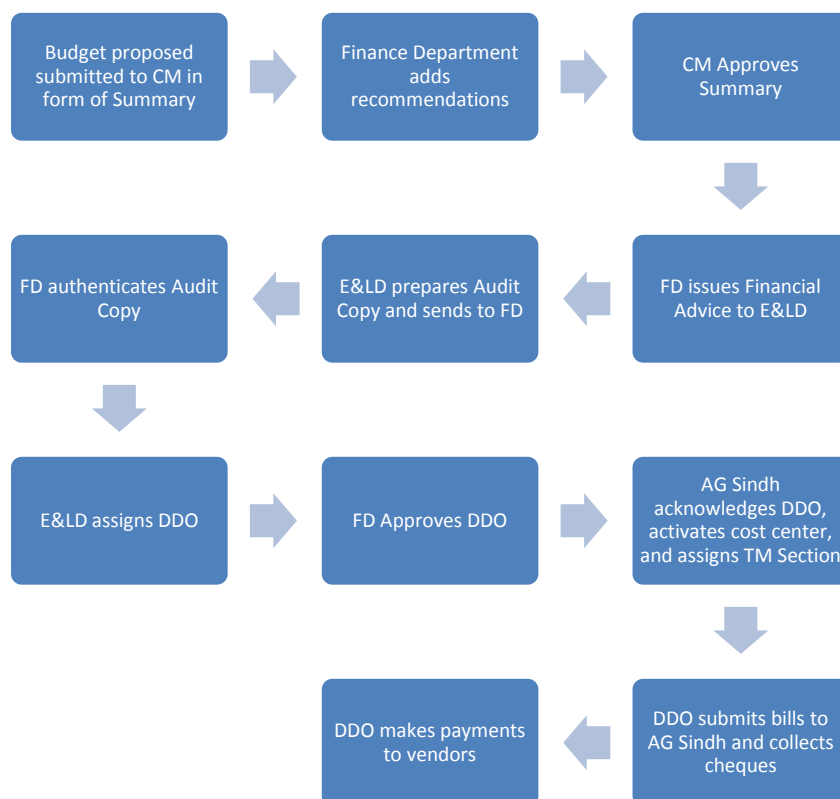 Budget proposed
submitted to CM in
form of Summary
Finance Department
adds
recommendations
CM Approves
Summary
FD issues Financial
Advice to E&LD
E&LD prepares Audit
Copy and sends to FD
FD authenticates Audit
Copy
E&LD assigns DDO
FD Approves DDO
AG Sindh
acknowledges DDO,
activates cost center,
and assigns TM Section
DDO submits bills to
AG Sindh and collects
cheques
DDO makes payments
to vendors